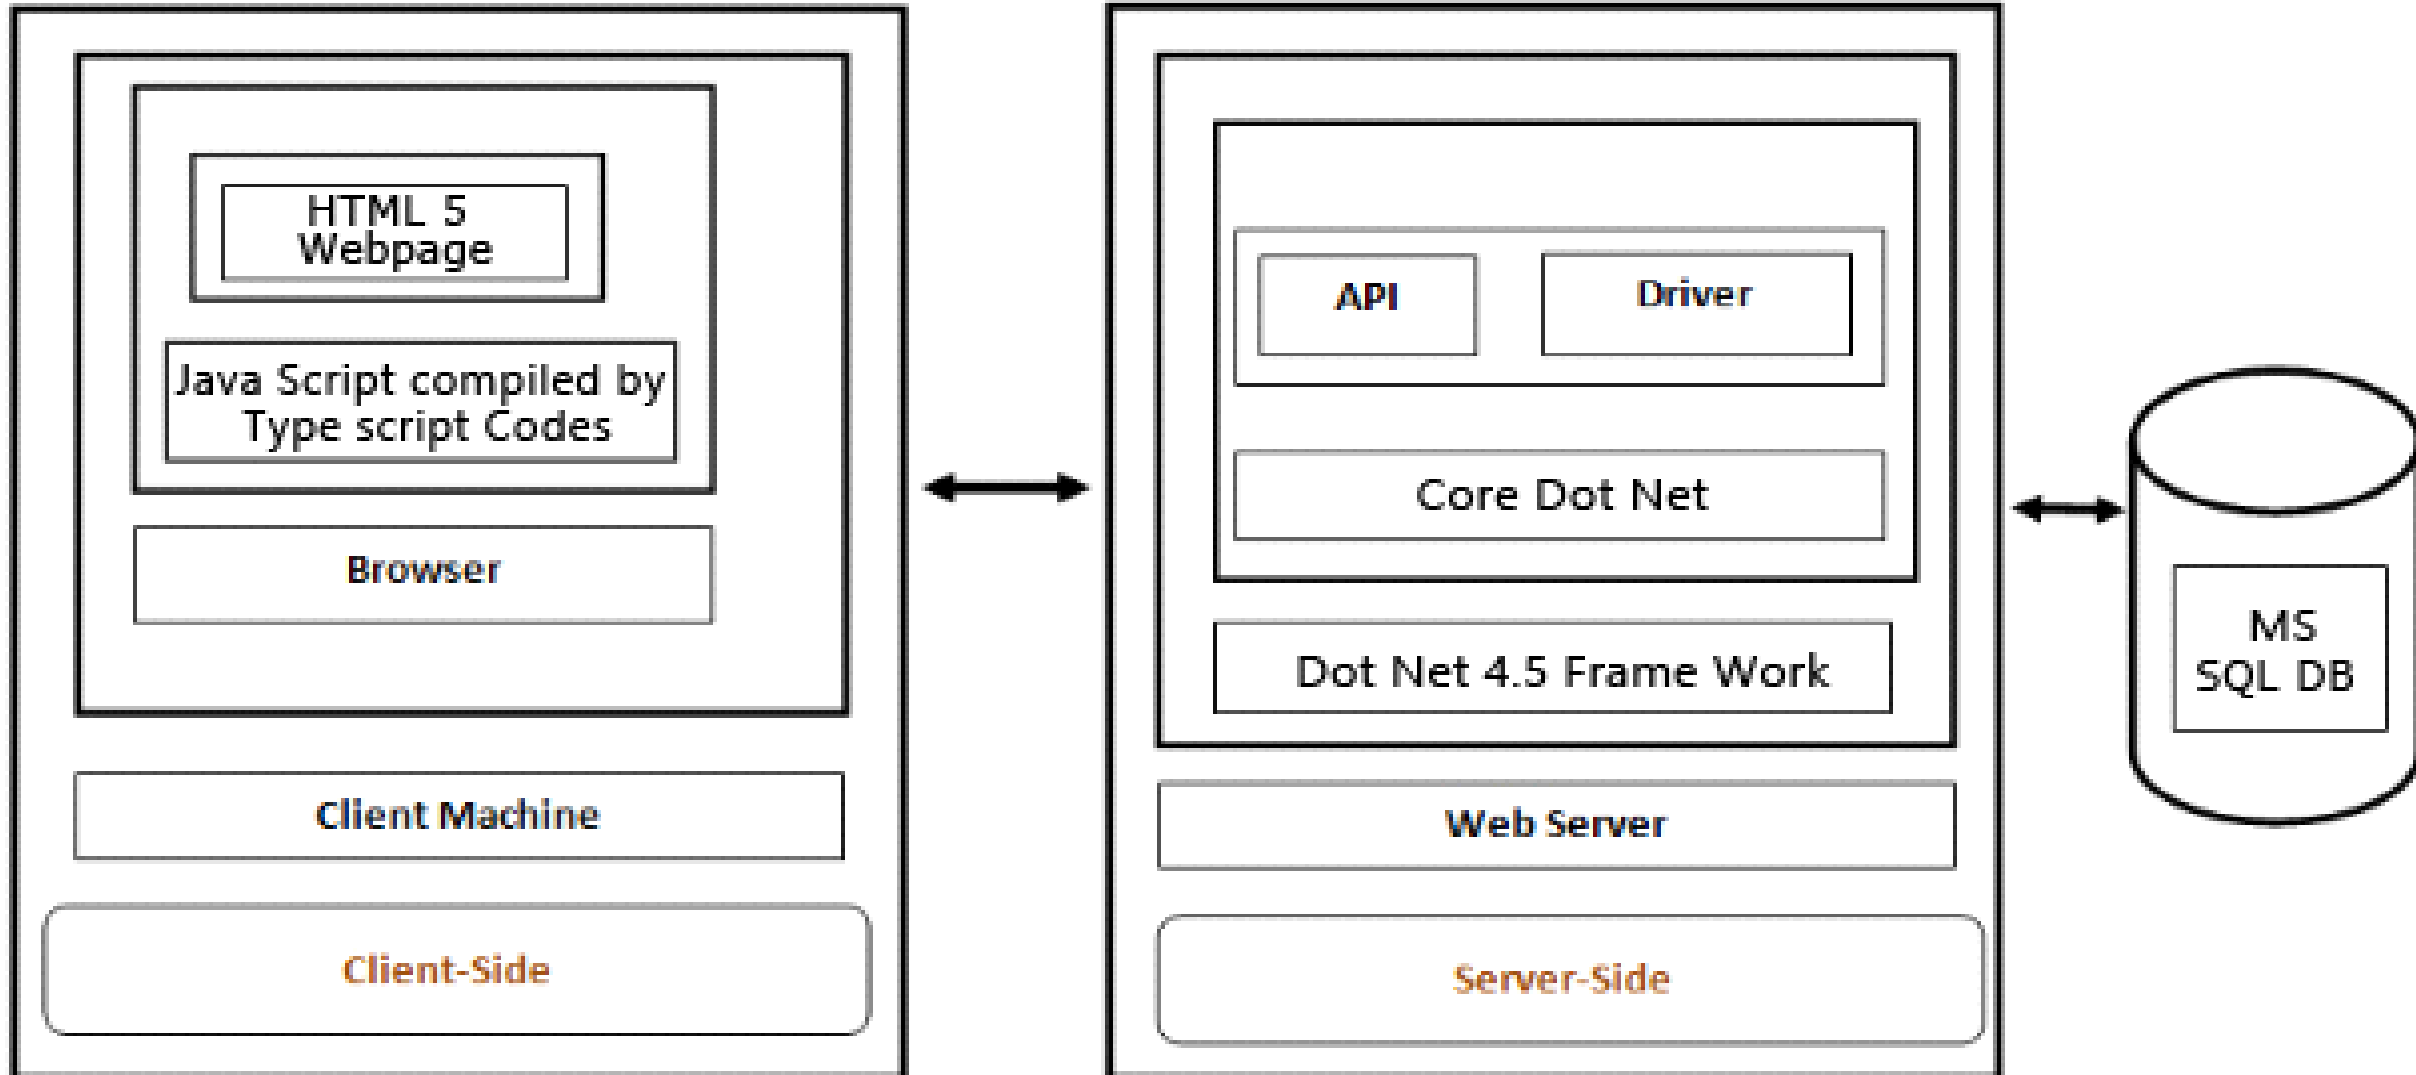 HTML 5
Webpage
Java Script compiled by
Type script Codes
Browser
Client Machine
Client-Side
API
Driver
Core Dot Net
Dot Net 4.5 Frame Work
Web Server
Server-Side
MS
SQL DB